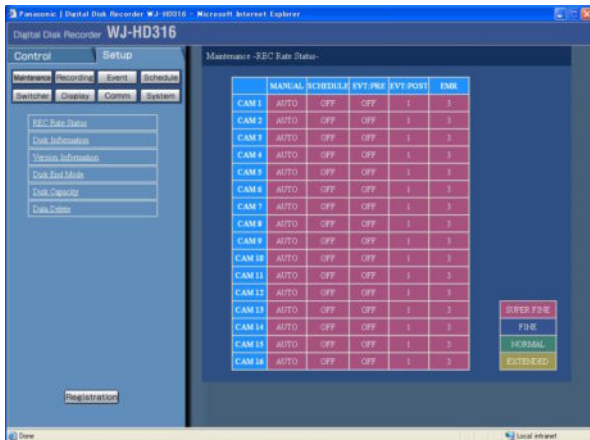 Panasonic | Digital Disk Recorder WJ-HD316 - Microsoft Internet Explorer
Digital Disk Recorder WJ-HD316
Control Setup
Maintenance Recording Event Schedule
Switcher Display Comm System
REC Rate Status
Disk Information
Version Information
Disk End Mode
Disk Capacity
Data Delete
Registration
Maintenance -REC Rate Status-
MANUAL SCHEDULE EVT:PRE EVT:POST EMR
CAM 1 AUTO OFF OFF 1 3
CAM 2 AUTO OFF OFF 1 3
CAM 3 AUTO OFF OFF 1 3
CAM 4 AUTO OFF OFF 1 3
CAM 5 AUTO OFF OFF 1 3
CAM 6 AUTO OFF OFF 1 3
CAM 7 AUTO OFF OFF 1 3
CAM 8 AUTO OFF OFF 1 3
CAM 9 AUTO OFF OFF 1 3
CAM 10 AUTO OFF OFF 1 3
CAM 11 AUTO OFF OFF 1 3
CAM 12 AUTO OFF OFF 1 3
CAM 13 AUTO OFF OFF 1 3
CAM 14 AUTO OFF OFF 1 3
CAM 15 AUTO OFF OFF 1 3
CAM 16 AUTO OFF OFF 1 3
SUPER FINE
FINE
NORMAL
EXTENDED
Done
Local intranet